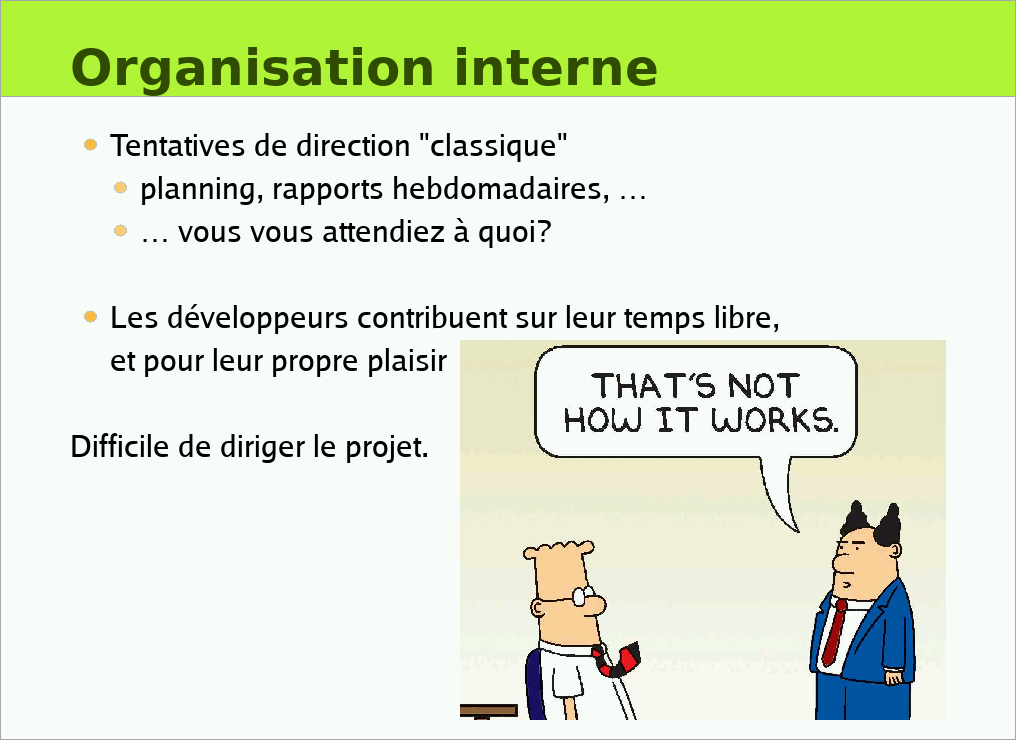 Organisation interne
Tentatives de direction "classique"
planning, rapports hebdomadaires, …
… vous vous attendiez à quoi?
Les développeurs contribuent sur leur temps libre,
et pour leur propre plaisir
THAT'S NOT
HOW IT WORKS.
Difficile de diriger le projet.